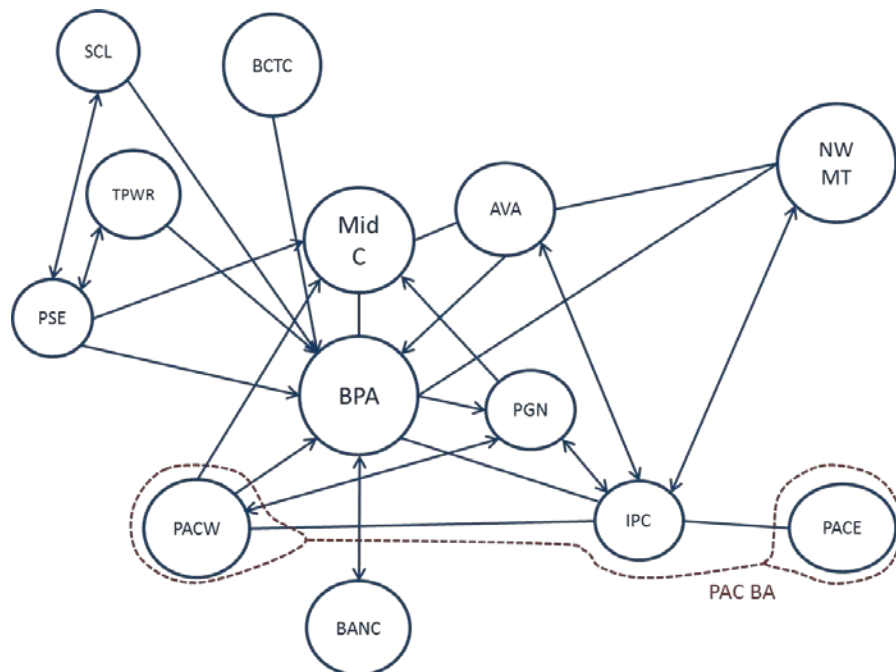 SCL
BCTC
NW
MT
TPWR
AVA
Mid
C
PSE
BPA
PGN
PACW
IPC
PACE
PAC BA
BANC